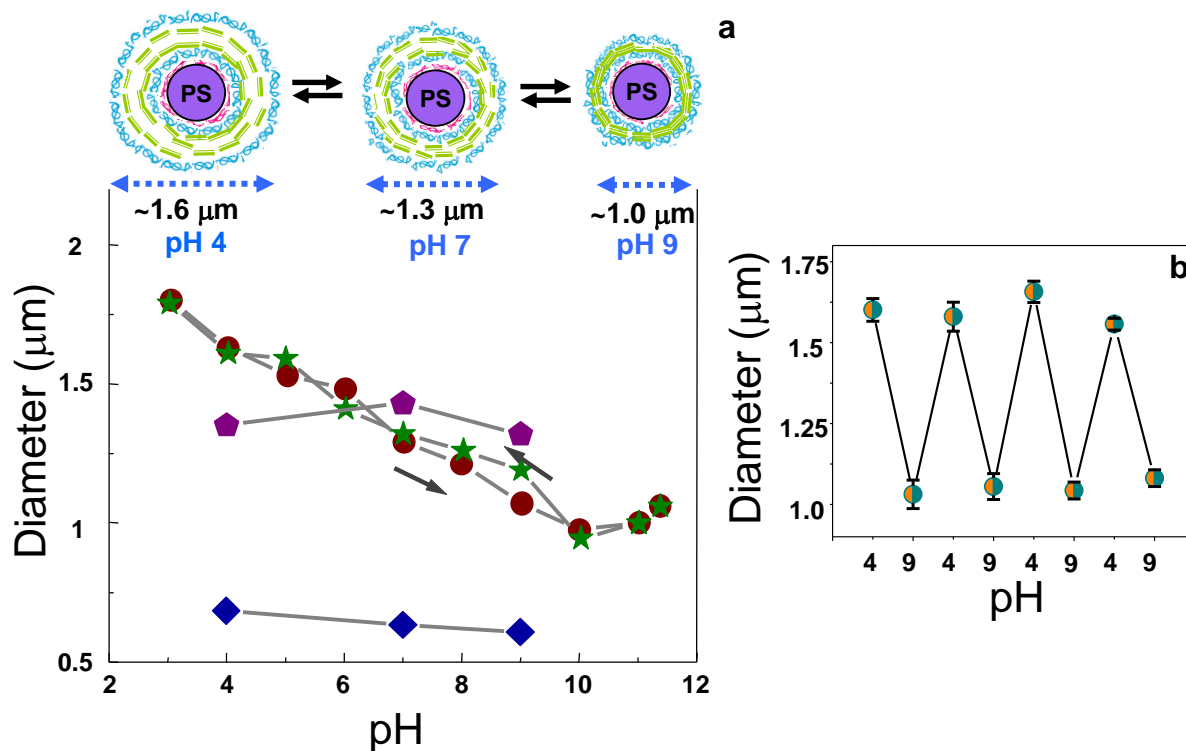 a
PS PS PS
~1.6 μm ~1.3 μm ~1.0 μm
pH 4 pH 7 pH 9
2
1.5
1
0.5
2 4 6 8 10 12
Diameter (μm)
pH
b
1.75
1.5
1.25
1.0
4 9 4 9 4 9 4 9
Diameter (μm)
pH